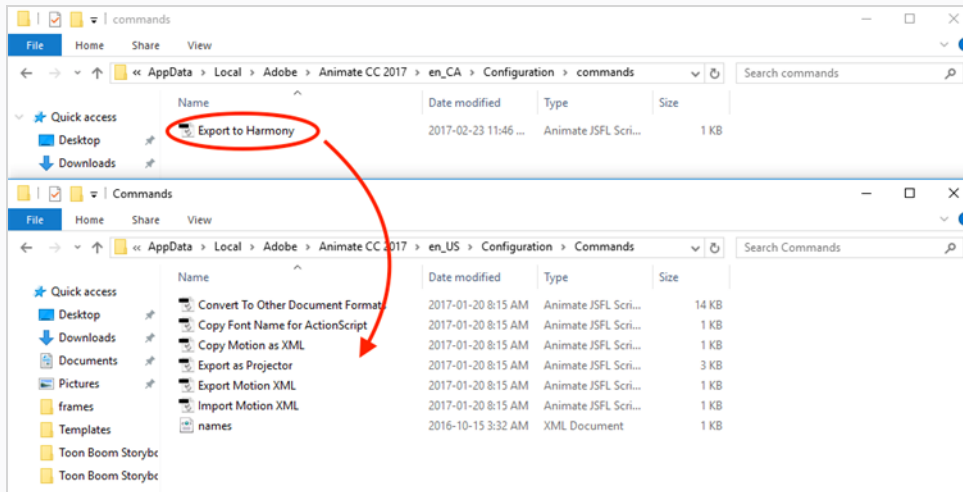 commands
File Home Share View
« AppData > Local > Adobe > Animate CC 2017 > en_CA > Configuration > commands Search commands
Name Date modified Type Size
Quick access
Export to Harmony 2017-02-23 11:46 ... Animate JSFL Scri... 1 KB
Desktop
Downloads
Commands
File Home Share View
« AppData > Local > Adobe > Animate CC 2017 > en_US > Configuration > Commands Search Commands
Name Date modified Type Size
Quick access
Convert To Other Document Formats 2017-01-20 8:15 AM Animate JSFL Scri... 14 KB
Desktop
Copy Font Name for ActionScript 2017-01-20 8:15 AM Animate JSFL Scri... 1 KB
Downloads
Copy Motion as XML 2017-01-20 8:15 AM Animate JSFL Scri... 1 KB
Documents
Export as Projector 2017-01-20 8:15 AM Animate JSFL Scri... 3 KB
Pictures
Export Motion XML 2017-01-20 8:15 AM Animate JSFL Scri... 1 KB
frames
Import Motion XML 2017-01-20 8:15 AM Animate JSFL Scri... 1 KB
Templates
names 2016-10-15 3:32 AM XML Document 1 KB
Toon Boom Storybo
Toon Boom Storybo